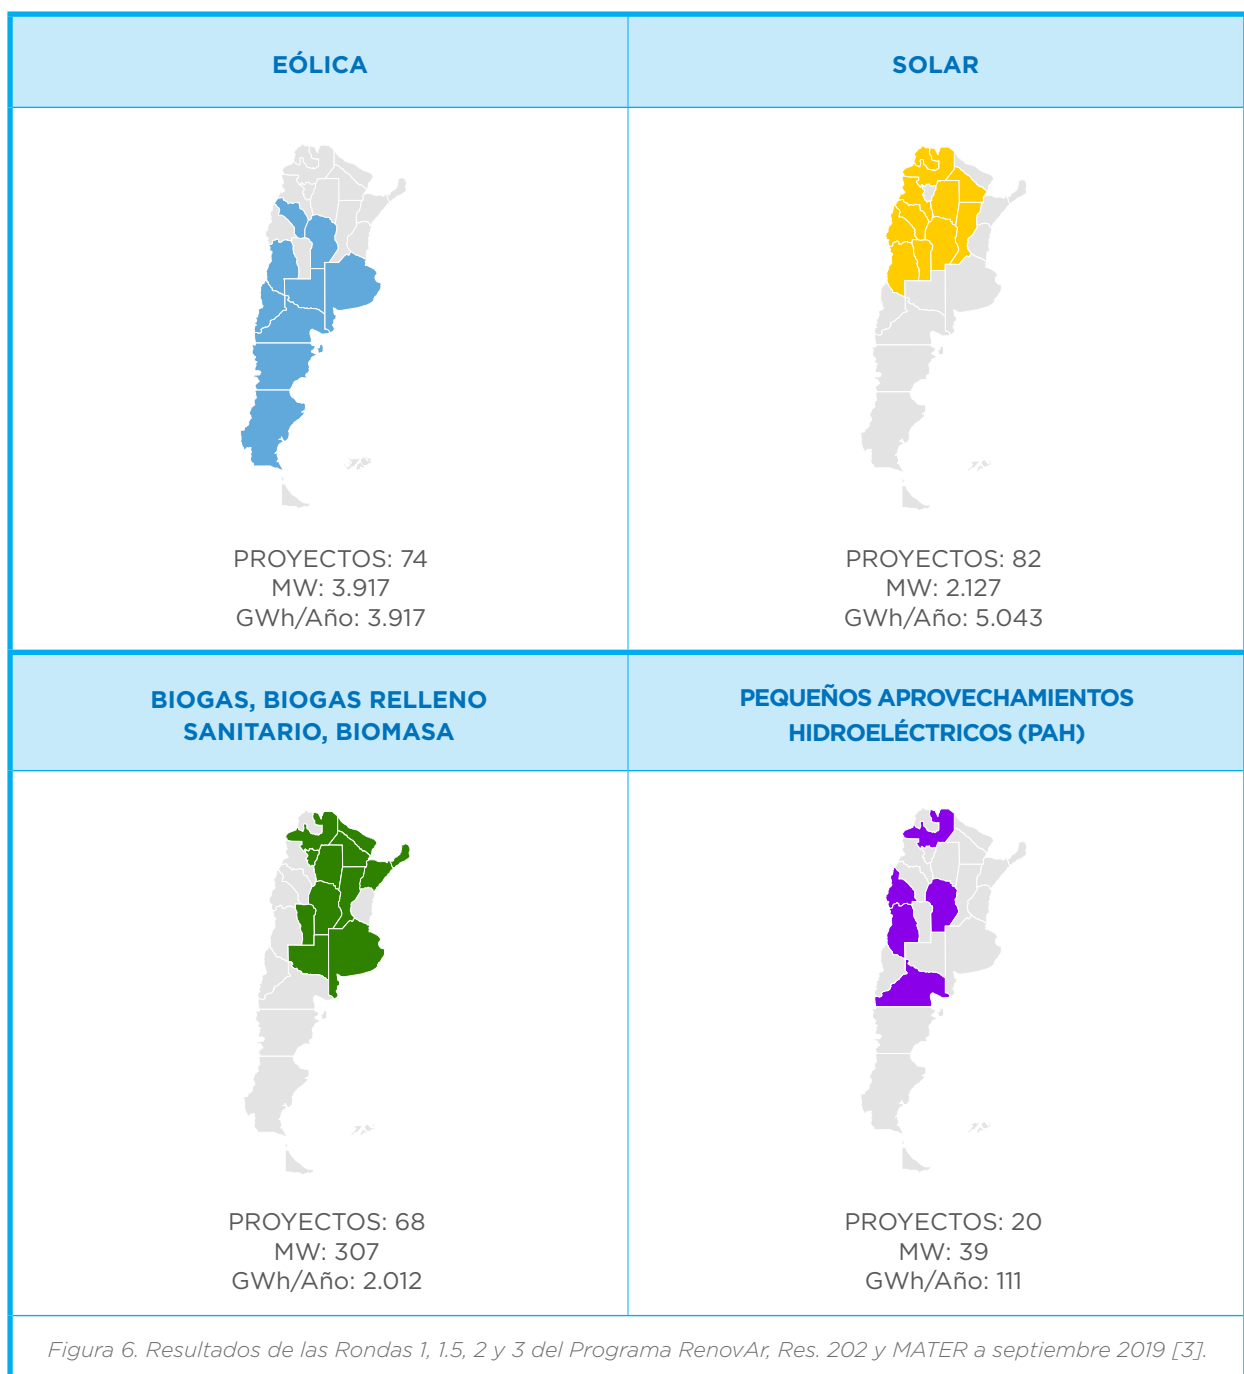 EÓLICA
SOLAR
PROYECTOS: 74
MW: 3.917
GWh/Año: 3.917
PROYECTOS: 82
MW: 2.127
GWh/Año: 5.043
BIOGAS, BIOGAS RELLENO
SANITARIO, BIOMASA
PEQUEÑOS APROVECHAMIENTOS
HIDROELÉCTRICOS (PAH)
PROYECTOS: 68
MW: 307
GWh/Año: 2.012
PROYECTOS: 20
MW: 39
GWh/Año: 111
Figura 6. Resultados de las Rondas 1, 1.5, 2 y 3 del Programa RenovAr, Res. 202 y MATER a septiembre 2019 [3].